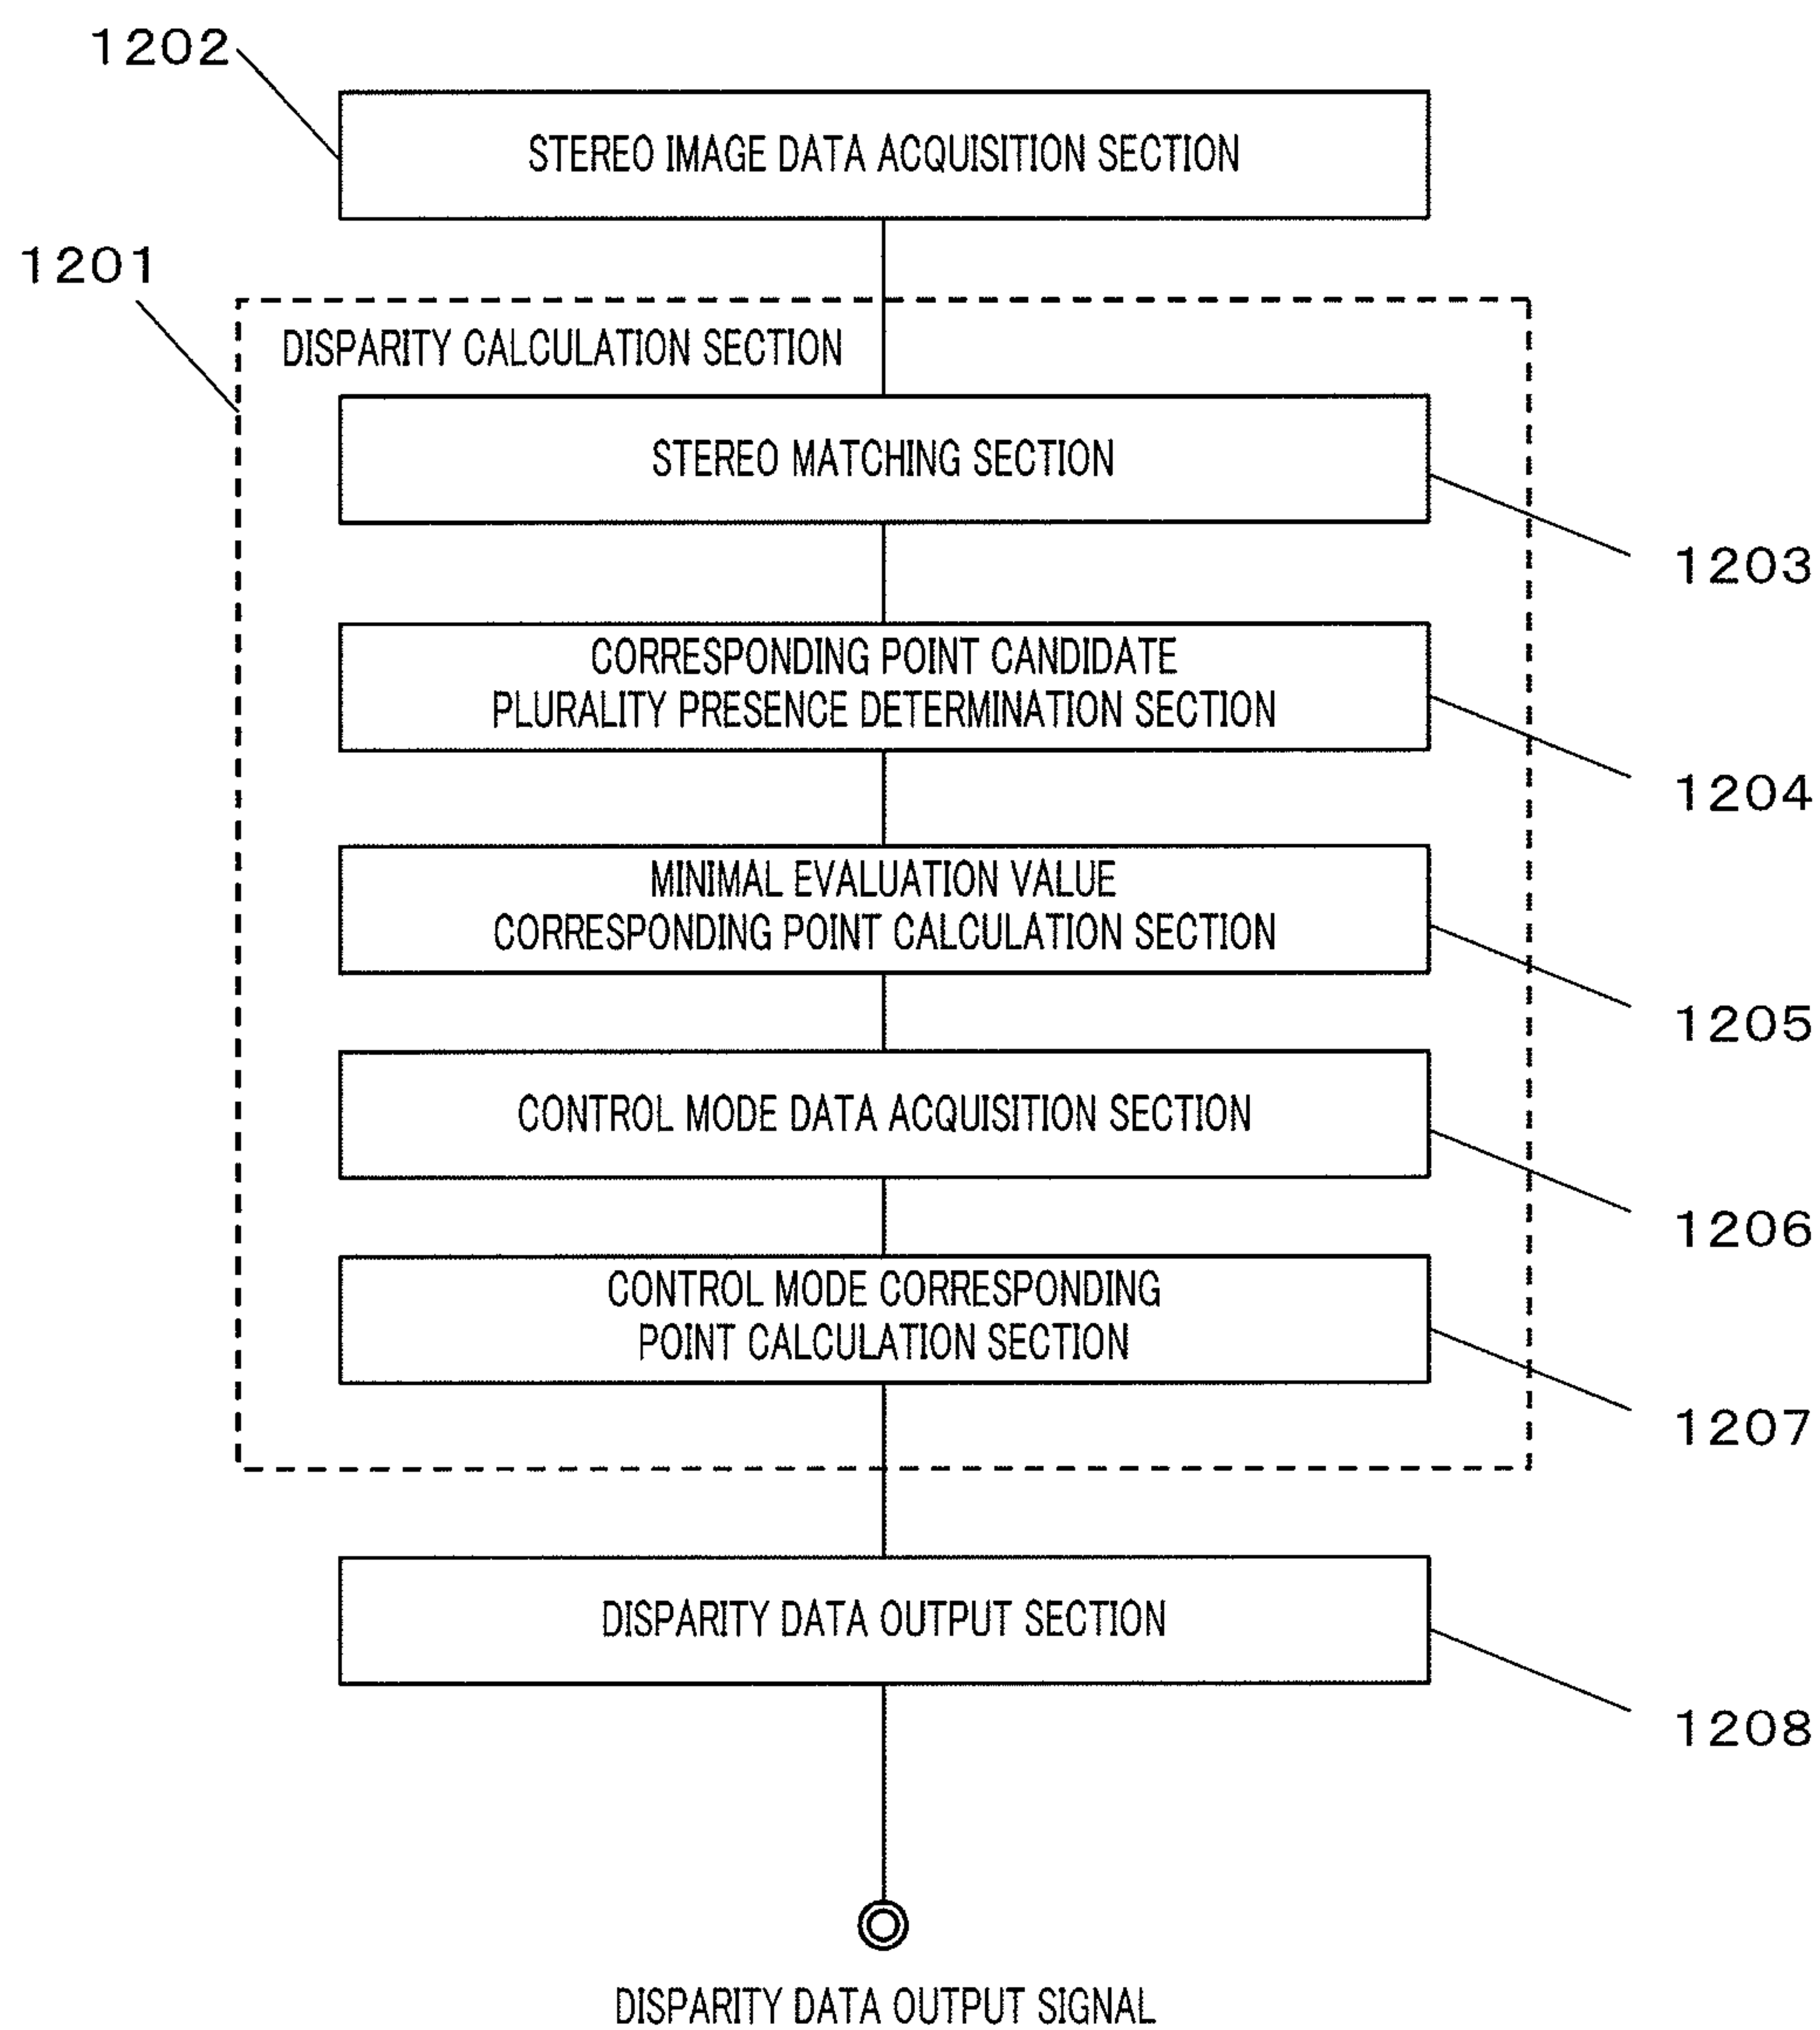 1202
STEREO IMAGE DATA ACQUISITION SECTION
1201
DISPARITY CALCULATION SECTION
STEREO MATCHING SECTION
1203
CORRESPONDING POINT CANDIDATE
PLURALITY PRESENCE DETERMINATION SECTION
1204
MINIMAL EVALUATION VALUE
CORRESPONDING POINT CALCULATION SECTION
1205
CONTROL MODE DATA ACQUISITION SECTION
1206
CONTROL MODE CORRESPONDING
POINT CALCULATION SECTION
1207
DISPARITY DATA OUTPUT SECTION
1208
DISPARITY DATA OUTPUT SIGNAL